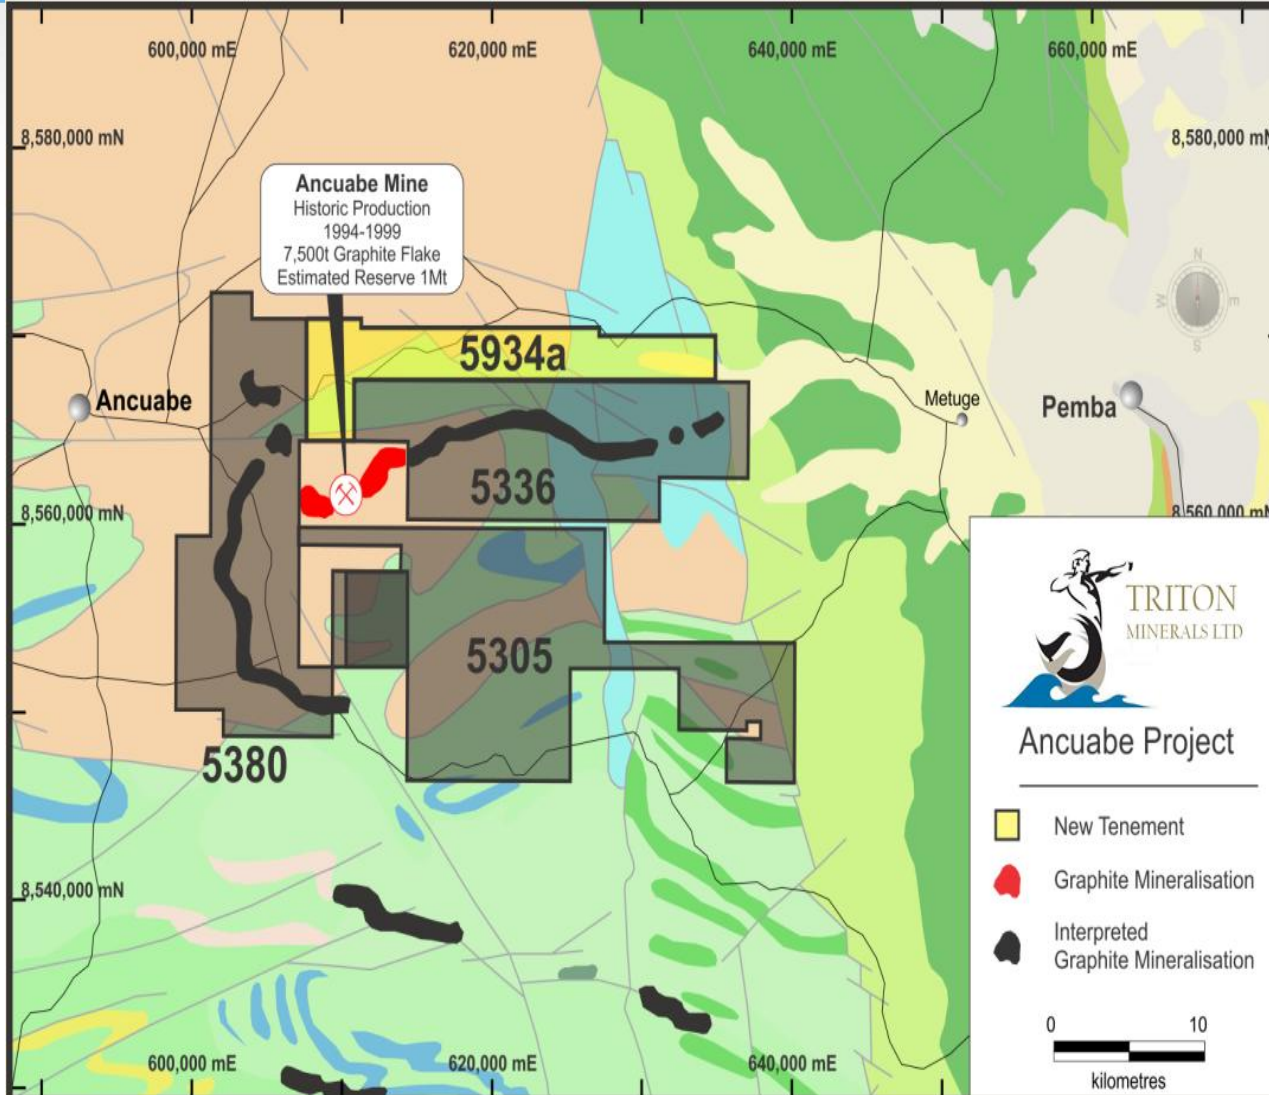 600,000 mE
620,000 mE
640,000 mE
660,000 mE
8,580,000 mN
8,580,000 mN
Ancuabe Mine
Historic Production
1994-1999
7,500t Graphite Flake
Estimated Reserve 1Mt
N
W
E
S
5934a
Ancuabe
Metuge
Pemba
5336
8,560,000 mN
8,560,000 mN
5305
5380
TRITON
MINERALS LTD
Ancuabe Project
New Tenement
Graphite Mineralisation
Interpreted
Graphite Mineralisation
8,540,000 mN
0
10
kilometres
600,000 mE
620,000 mE
640,000 mE